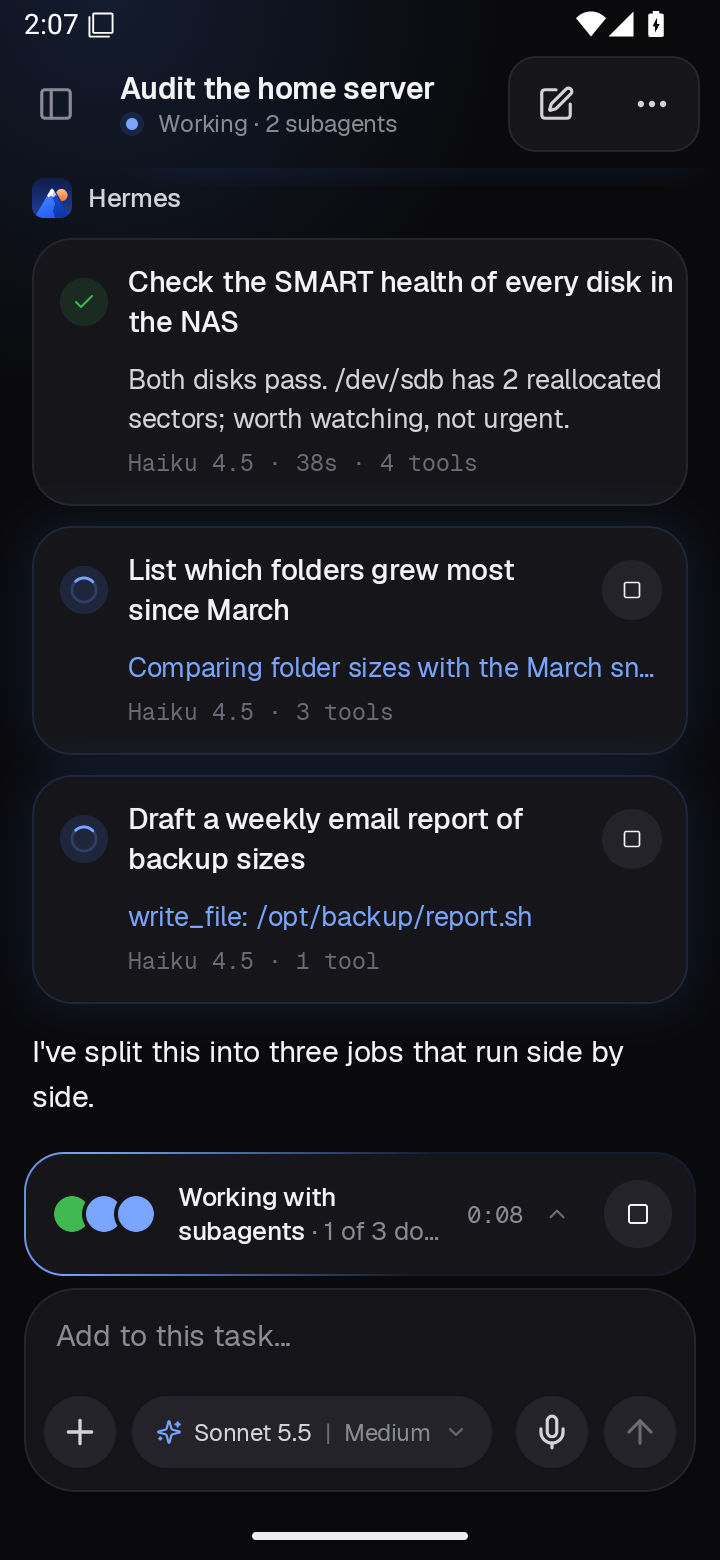 2:07
Audit the home server
Working · 2 subagents
Hermes
Check the SMART health of every disk in
the NAS
Both disks pass. /dev/sdb has 2 reallocated
sectors; worth watching, not urgent.
Haiku 4.5 · 38s · 4 tools
List which folders grew most
since March
Comparing folder sizes with the March sn…
Haiku 4.5 · 3 tools
Draft a weekly email report of
backup sizes
write_file: /opt/backup/report.sh
Haiku 4.5 · 1 tool
I've split this into three jobs that run side by
side.
Working with
subagents · 1 of 3 do…
0:08
Add to this task…
Sonnet 5.5 | Medium